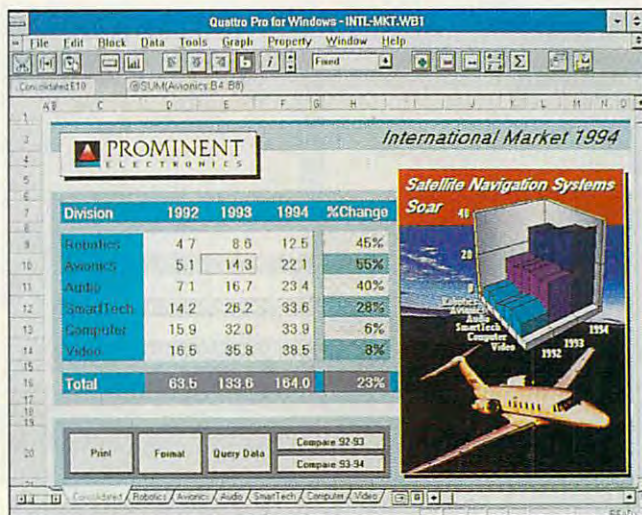 Quattro Pro for Windows - INTL-MKT.WB1
File Edit Block Data Tools Graph Property Window Help
Fixed
Consolidated:E10 @SUM(Avionics:B4..B8)
A B C D E F G H I J K L M N O
PROMINENT
ELECTRONICS
International Market 1994
Satellite Navigation Systems
Soar
Division 1992 1993 1994 %Change
Robotics 4.7 8.6 12.5 45%
Avionics 5.1 14.3 22.1 55%
Audio 7.1 16.7 23.4 40%
SmartTech 14.2 26.2 33.6 28%
Computer 15.9 32.0 33.9 6%
Video 16.5 35.8 38.5 8%
Total 63.5 133.6 164.0 23%
40
20
0
Robotics
Avionics
Audio
SmartTech
Computer
Video
1992
1993
1994
Print
Format
Query Data
Compare 92-93
Compare 93-94
Consolidated Robotics Avionics Audio SmartTech Computer Video